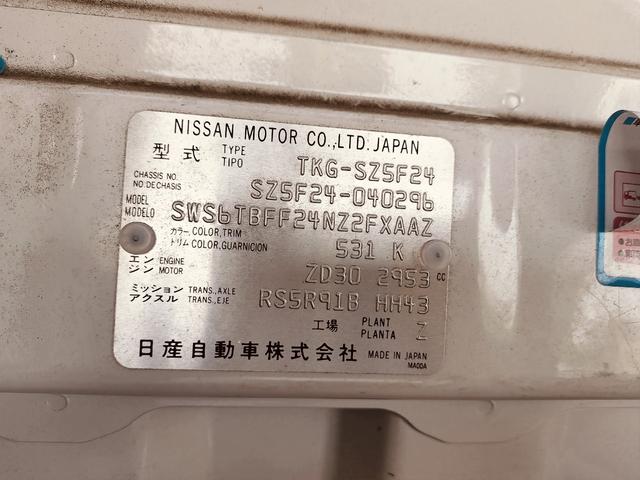 NISSAN MOTOR CO.,LTD. JAPAN
型式 TYPE TIPO TKG-SZ5F24
CHASSIS NO. NO.DE CHASIS SZ5F24-040296
MODEL MODELO SWS6TBFF24NZ2FXAAZ
カラー,COLOR,TRIM
トリム COLOR,GUARNICION 531 K
エンジン ENGINE MOTOR ZD30 2953 cc
ミッション TRANS.,AXLE
アクスル TRANS.,EJE RS5R91B HH43
工場 PLANT PLANTA Z
日産自動車株式会社 MADE IN JAPAN
MA00A